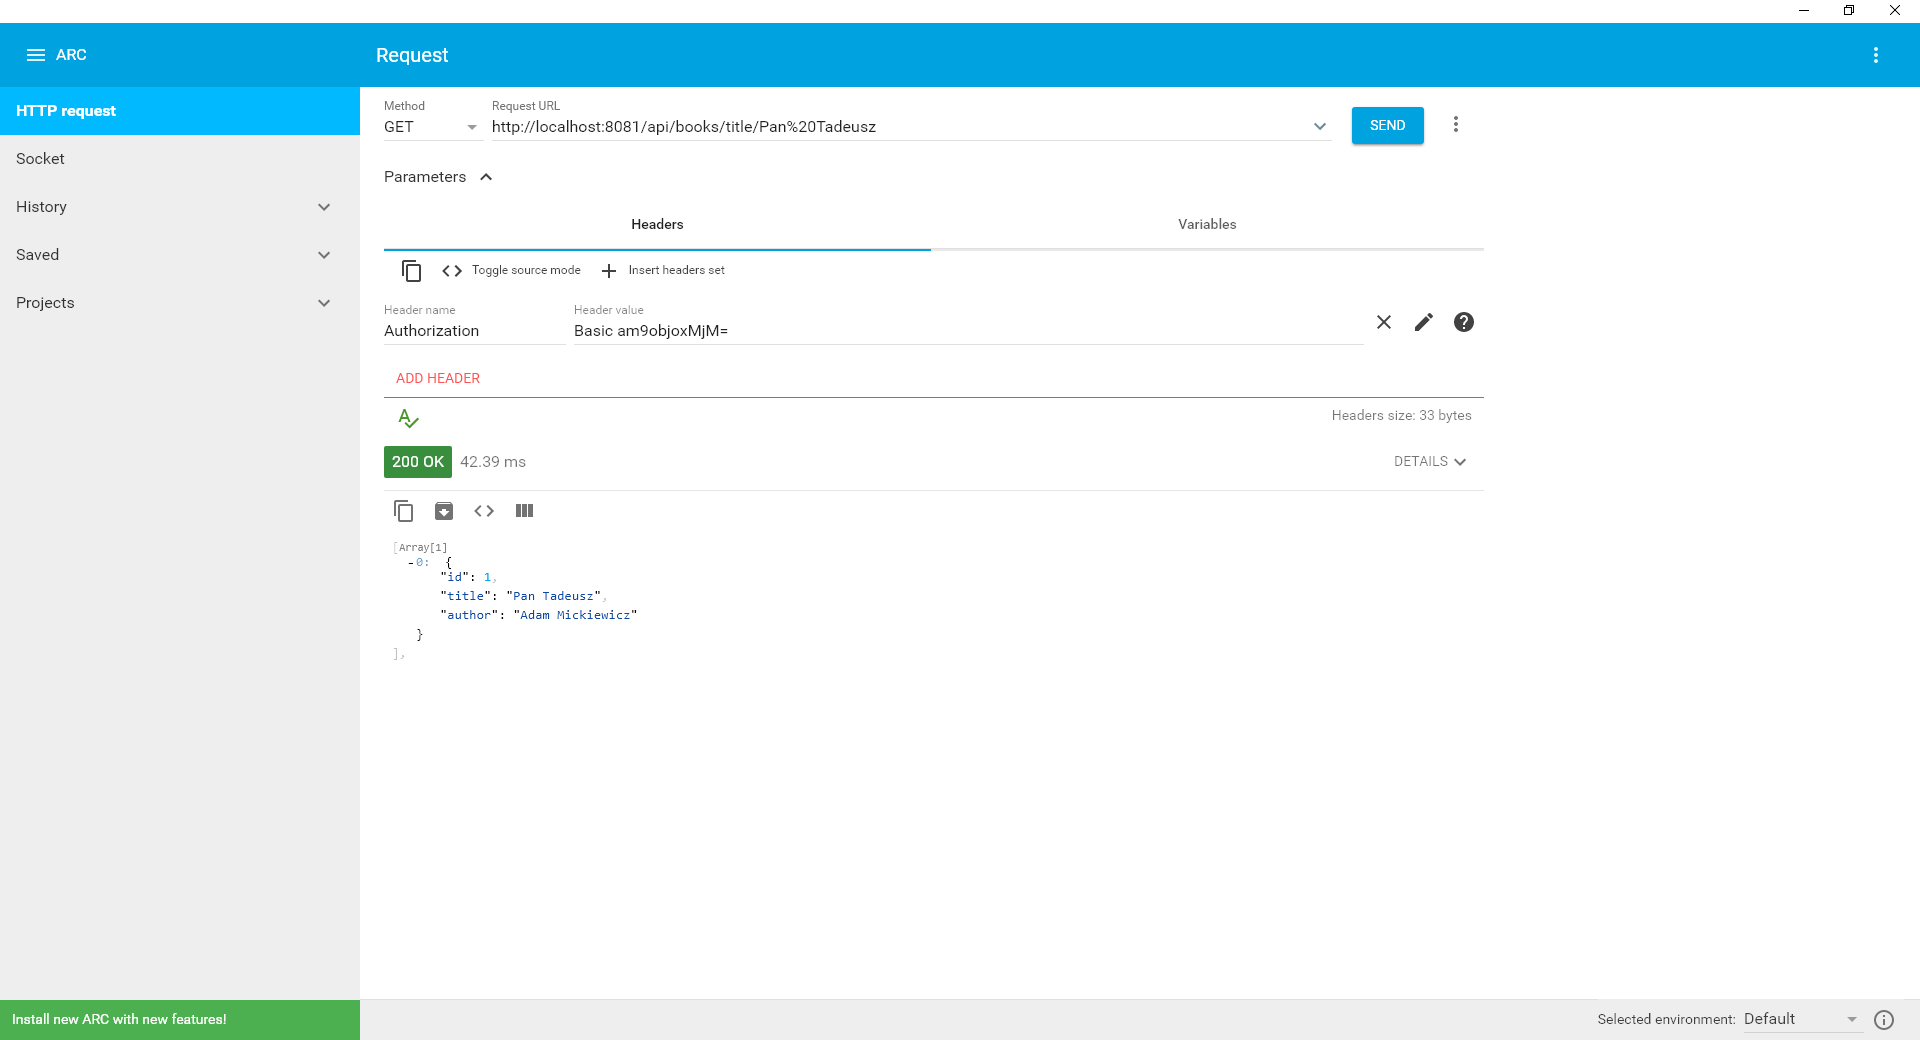 ARC
Request
HTTP request
Socket
History
Saved
Projects
Method
GET
Request URL
http://localhost:8081/api/books/title/Pan%20Tadeusz
SEND
Parameters
Headers
Variables
Toggle source mode
Insert headers set
Header name
Authorization
Header value
Basic am9objoxMjM=
ADD HEADER
Headers size: 33 bytes
200 OK
42.39 ms
DETAILS
[Array[1]
-0: {
"id": 1,
"title": "Pan Tadeusz",
"author": "Adam Mickiewicz"
}
],
Install new ARC with new features!
Selected environment: Default